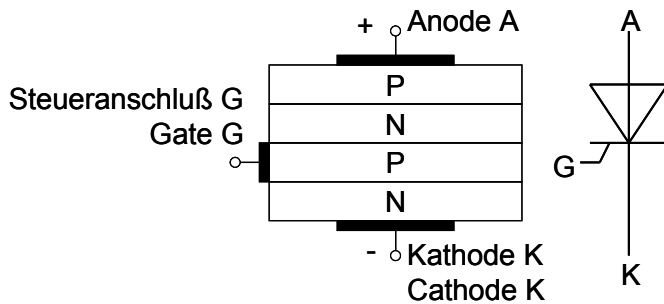 + Anode A
P
Steueranschluß G
N
Gate G
P
N
- Kathode K
Cathode K
A
G
K